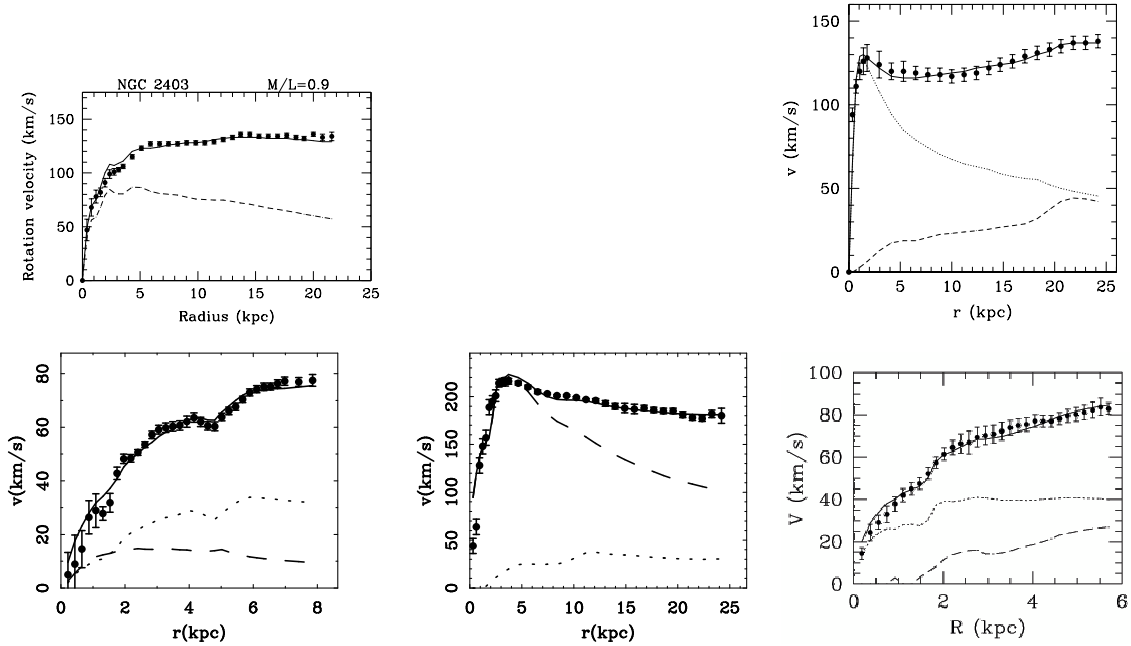 NGC 2403 M/L=0.9
Rotation velocity (km/s)
150
100
50
0
0 5 10 15 20 25
Radius (kpc)
v (km/s)
150
100
50
0
0 5 10 15 20 25
r (kpc)
v(km/s)
80
60
40
20
0
0 2 4 6 8
r(kpc)
v(km/s)
200
150
100
50
0
0 5 10 15 20 25
r(kpc)
V (km/s)
100
80
60
40
20
0
0 2 4 6
R (kpc)